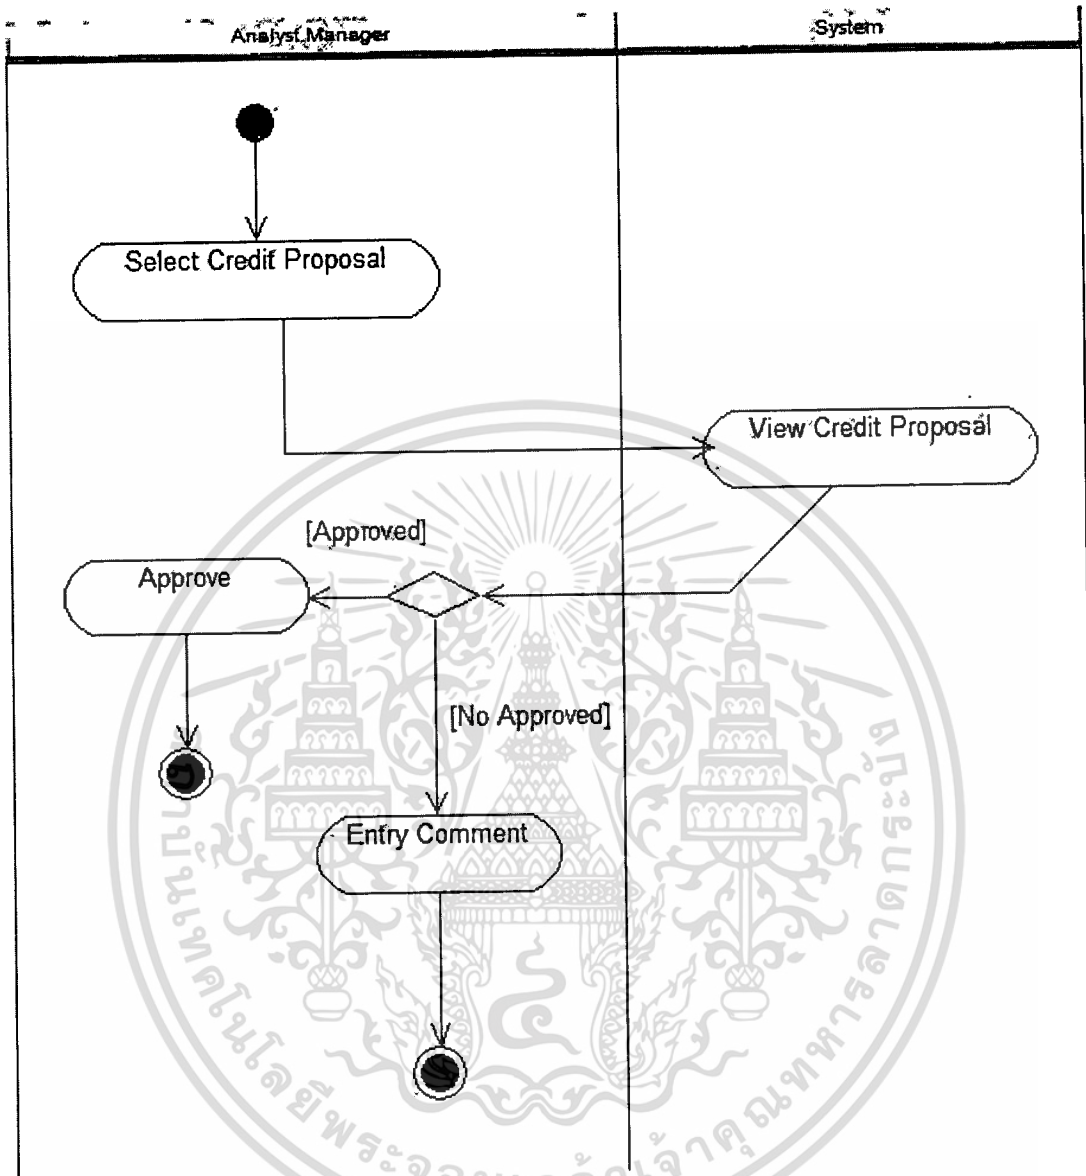 Analyst Manager
System
Select Credit Proposal
View Credit Proposal
[Approved]
Approve
[No Approved]
Entry Comment